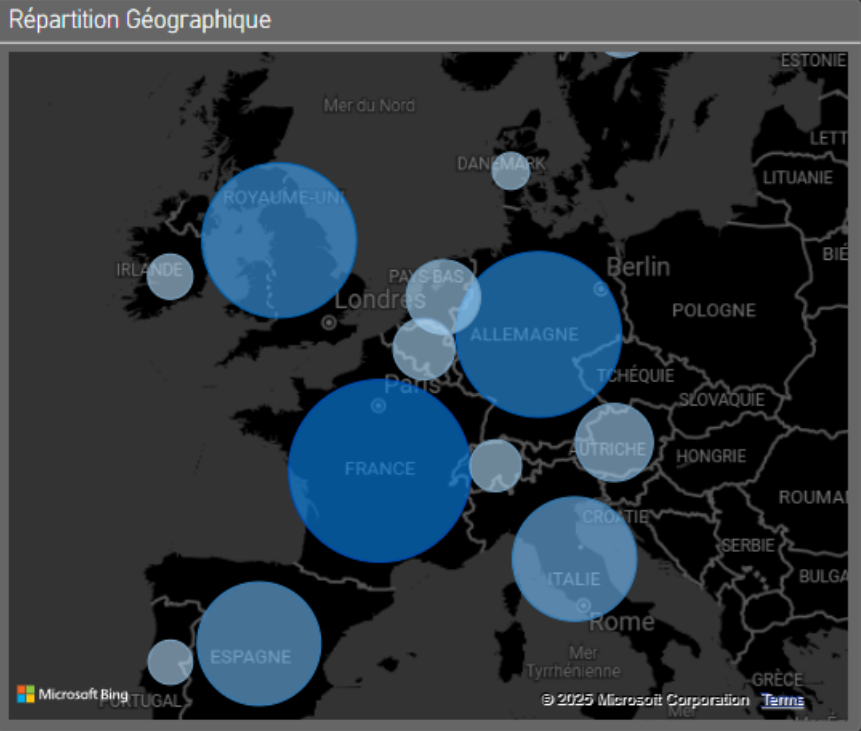 Répartition Géographique
ESTONIE
Mer du Nord
LETT
DANEMARK
LITUANIE
ROYAUME-UNI
BIÉ
IRLANDE
PAYS-BAS
Berlin
Londres
POLOGNE
ALLEMAGNE
TCHÉQUIE
Paris
SLOVAQUIE
AUTRICHE
HONGRIE
FRANCE
ROUMA
CROATIE
SERBIE
ITALIE
BULGA
Rome
ESPAGNE
Mer
Tyrrhénienne
GRÈCE
Microsoft Bing
PORTUGAL
© 2025 Microsoft Corporation Terms
Mer